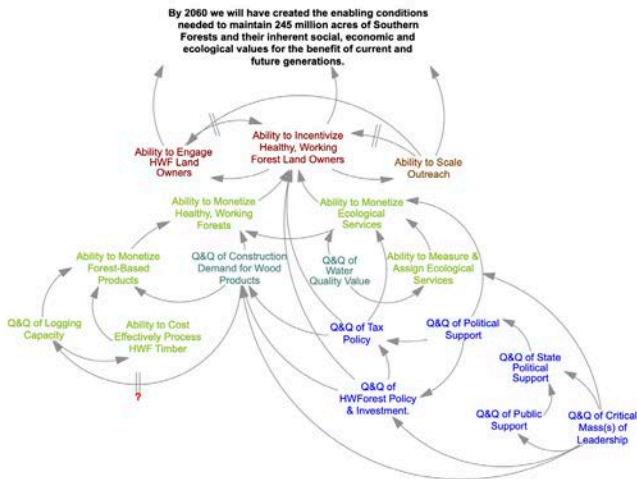 By 2060 we will have created the enabling conditions
needed to maintain 245 million acres of Southern
Forests and their inherent social, economic and
ecological values for the benefit of current and
future generations.
Ability to Engage
HWF Land
Owners
Ability to Incentivize
Healthy, Working
Forest Land Owners
Ability to Scale
Outreach
Ability to Monetize
Healthy, Working
Forests
Ability to Monetize
Ecological
Services
Ability to Monetize
Forest-Based
Products
Q&Q of Construction
Demand for Wood
Products
Q&Q of
Water
Quality Value
Ability to Measure &
Assign Ecological
Services
Q&Q of Logging
Capacity
Ability to Cost
Effectively Process
HWF Timber
Q&Q of Tax
Policy
Q&Q of Political
Support
Q&Q of State
Political
Support
?
Q&Q of
HWForest Policy
& Investment.
Q&Q of Public
Support
Q&Q of Critical
Mass(s) of
Leadership